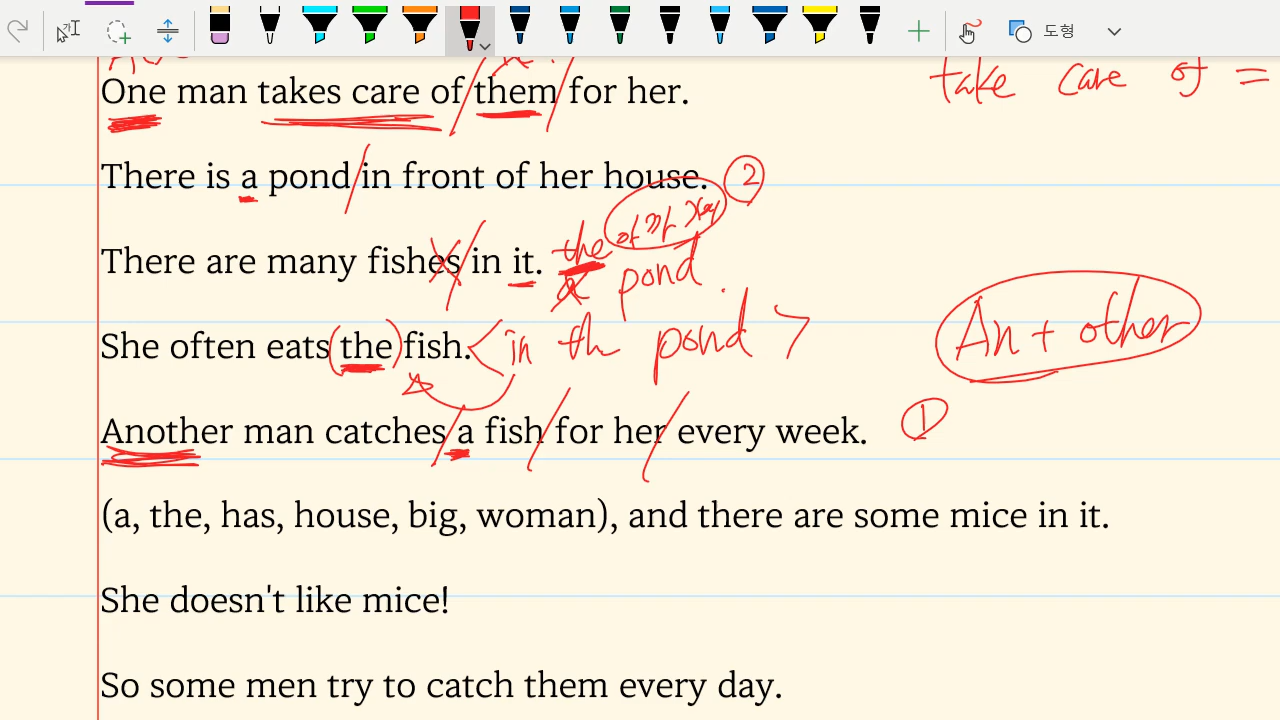 도형
take care of =
One man takes care of them for her.
There is a pond in front of her house. ②
the
There are many fishes in it. a pond
She often eats (the) fish. <in the pond>
An + other
Another man catches a fish for her every week. ①
(a, the, has, house, big, woman), and there are some mice in it.
She doesn't like mice!
So some men try to catch them every day.